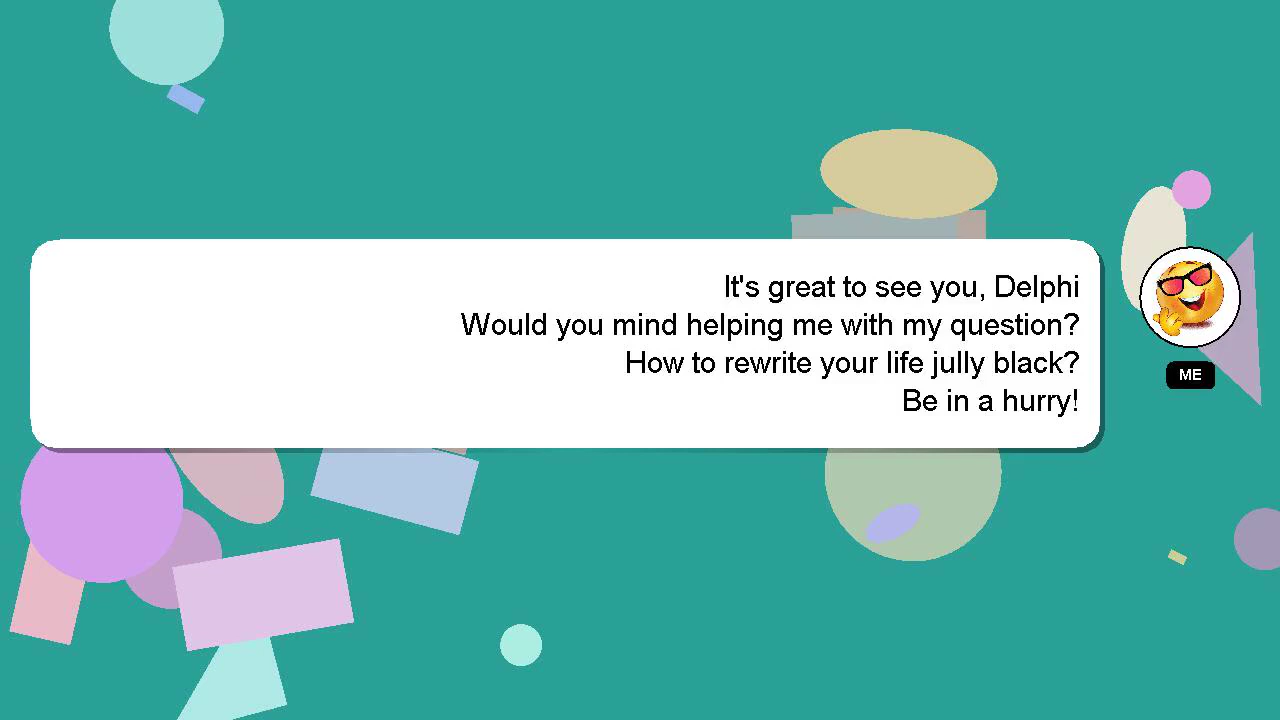 It's great to see you, Delphi
Would you mind helping me with my question?
How to rewrite your life jully black?
Be in a hurry!
ME